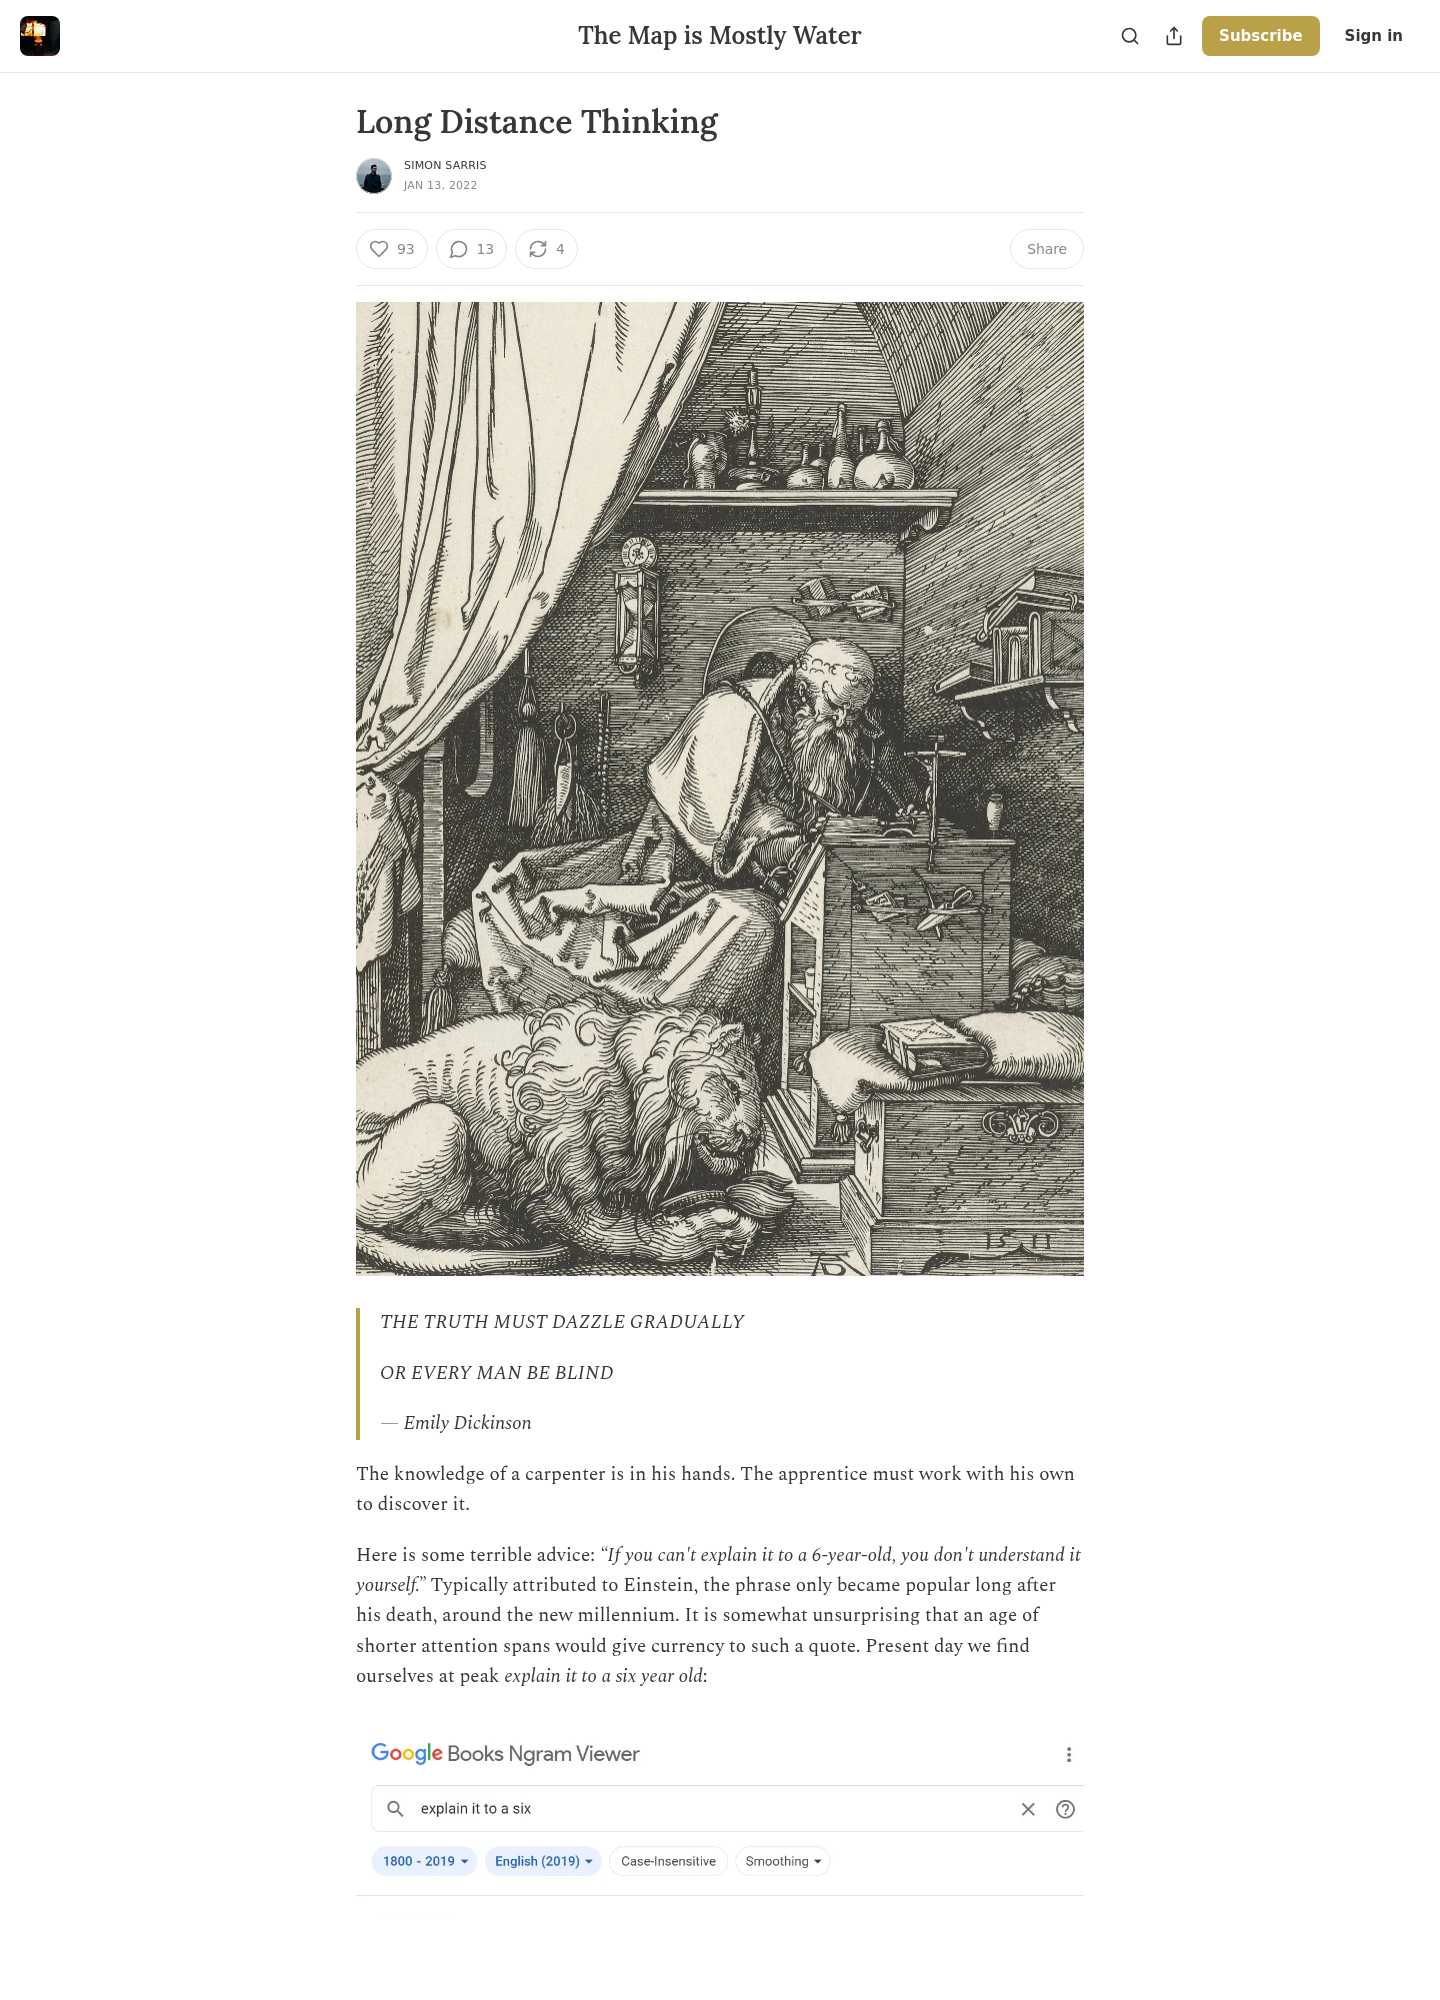 The Map is Mostly Water
Subscribe
Sign in
Long Distance Thinking
SIMON SARRIS
JAN 13, 2022
93
13
4
Share
1511
THE TRUTH MUST DAZZLE GRADUALLY
OR EVERY MAN BE BLIND
— Emily Dickinson
The knowledge of a carpenter is in his hands. The apprentice must work with his own
to discover it.
Here is some terrible advice: “If you can't explain it to a 6-year-old, you don't understand it
yourself.” Typically attributed to Einstein, the phrase only became popular long after
his death, around the new millennium. It is somewhat unsurprising that an age of
shorter attention spans would give currency to such a quote. Present day we find
ourselves at peak explain it to a six year old:
Google Books Ngram Viewer
explain it to a six
1800 - 2019
English (2019)
Case-Insensitive
Smoothing